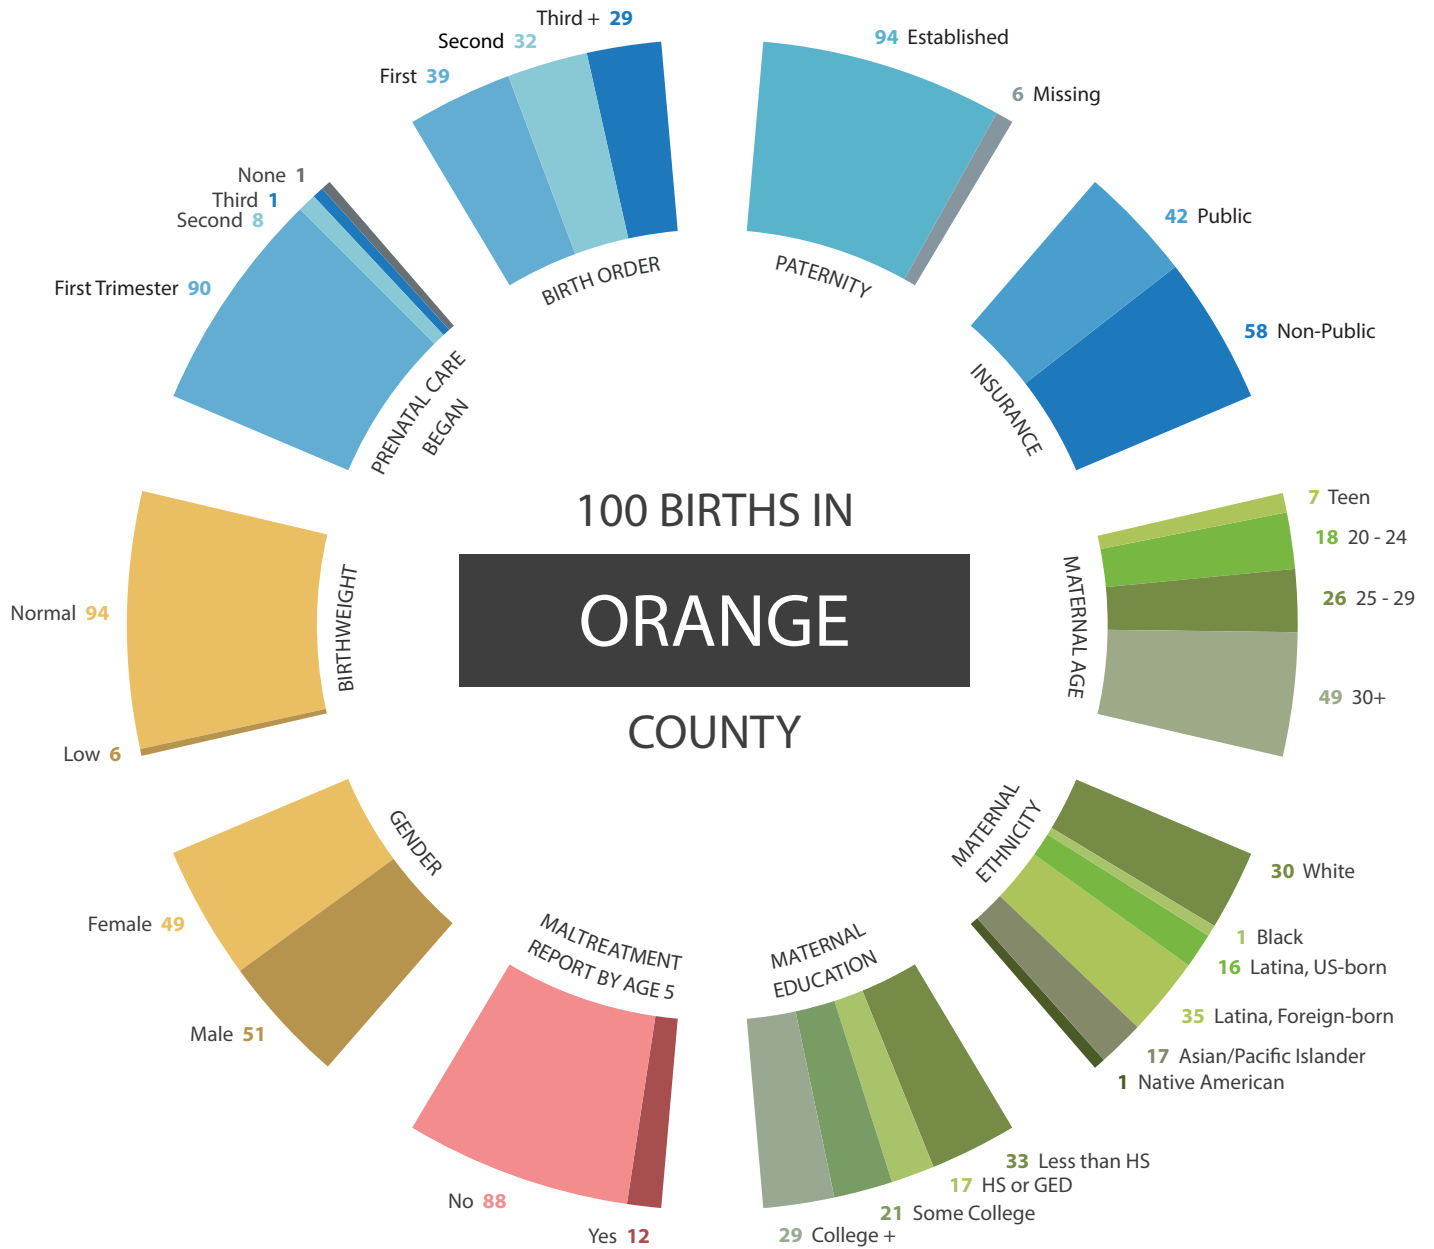 Third + 29
Second 32
First 39
BIRTH ORDER
94 Established
6 Missing
PATERNITY
42 Public
58 Non-Public
INSURANCE
7 Teen
18 20 - 24
26 25 - 29
49 30+
MATERNAL AGE
30 White
1 Black
16 Latina, US-born
35 Latina, Foreign-born
17 Asian/Pacific Islander
1 Native American
MATERNAL
ETHNICITY
33 Less than HS
17 HS or GED
21 Some College
29 College +
MATERNAL
EDUCATION
No 88
Yes 12
MALTREATMENT
REPORT BY AGE 5
Female 49
Male 51
GENDER
Normal 94
Low 6
BIRTHWEIGHT
None 1
Third 1
Second 8
First Trimester 90
PRENATAL CARE
BEGAN
100 BIRTHS IN
ORANGE
COUNTY